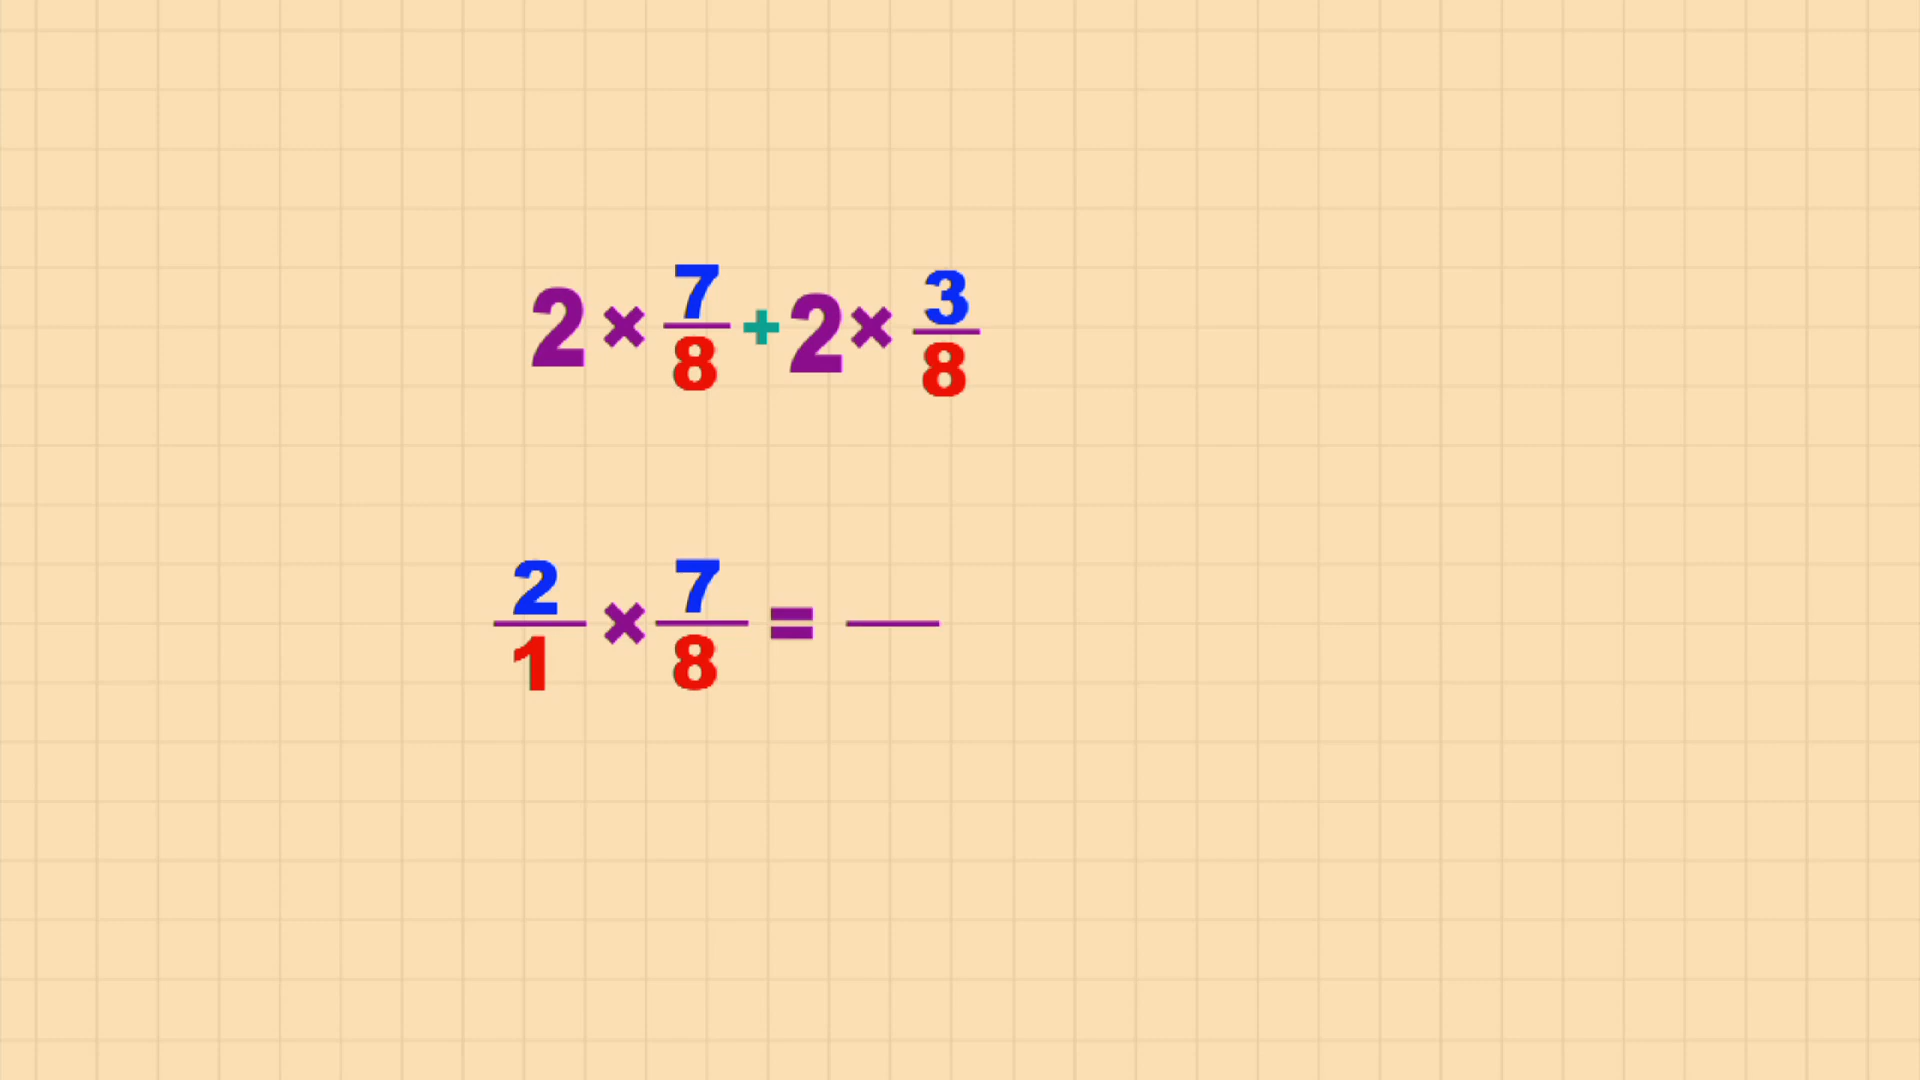 2 × 7/8 + 2 × 3/8
2/1 × 7/8 = —